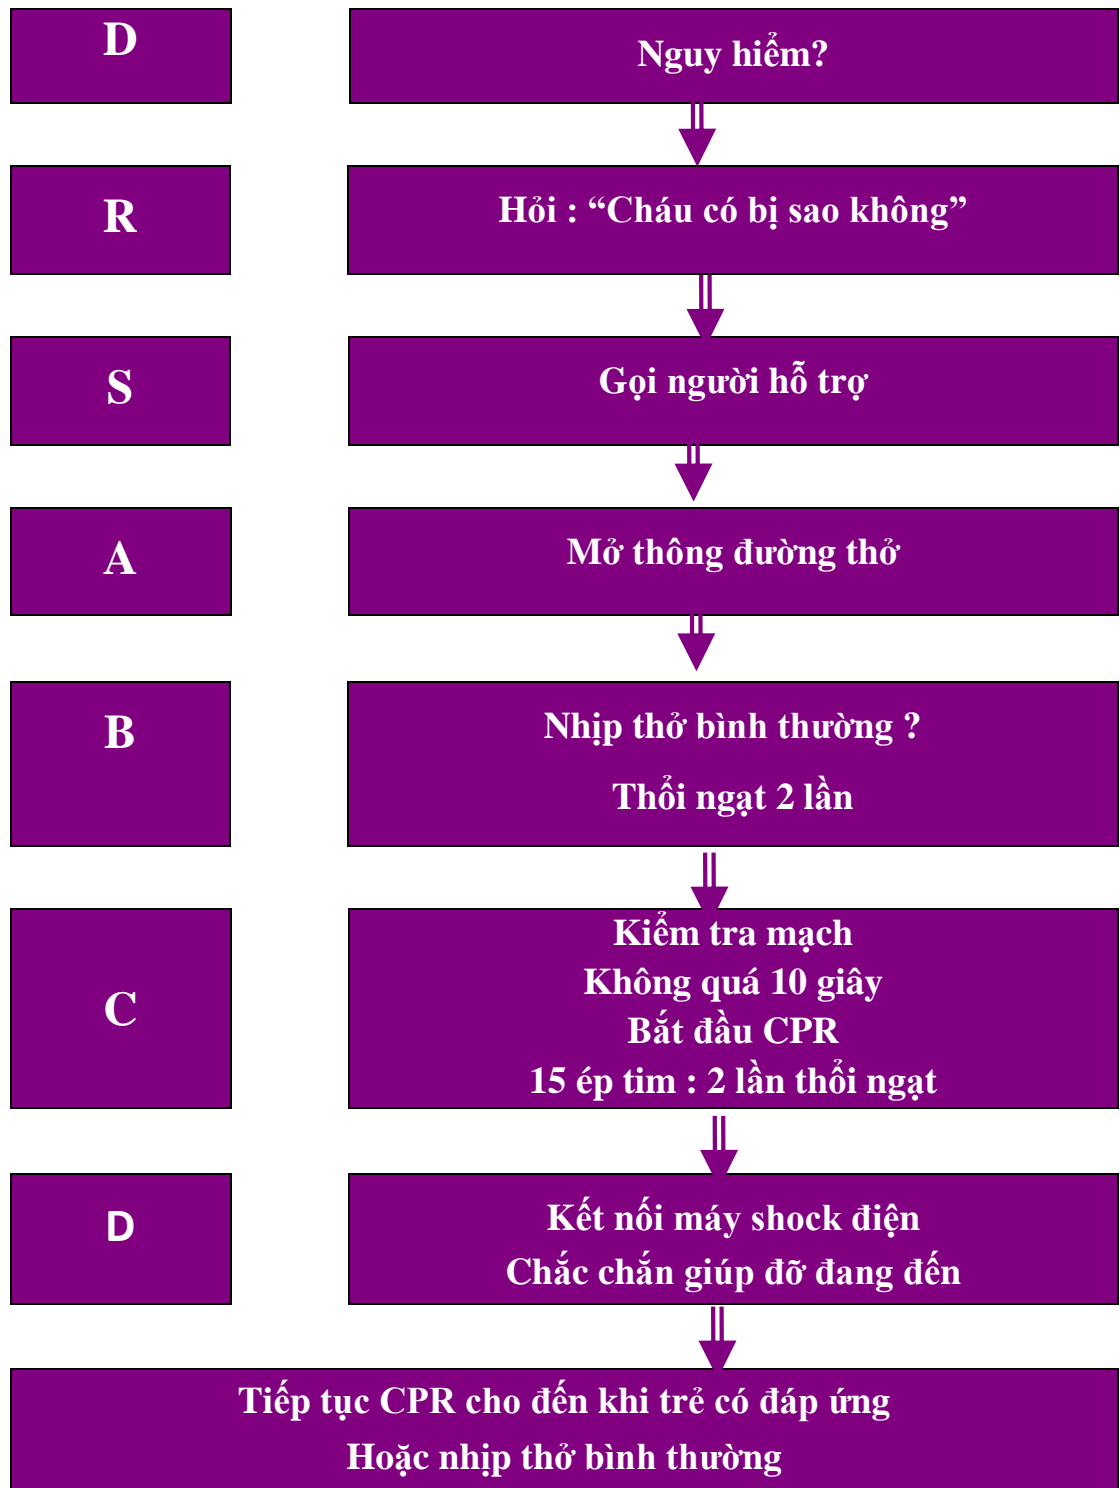 D
Nguy hiểm?
R
Hỏi : “Cháu có bị sao không”
S
Gọi người hỗ trợ
A
Mở thông đường thở
B
Nhịp thở bình thường ?
Thổi ngạt 2 lần
C
Kiểm tra mạch
Không quá 10 giây
Bắt đầu CPR
15 ép tim : 2 lần thổi ngạt
D
Kết nối máy shock điện
Chắc chắn giúp đỡ đang đến
Tiếp tục CPR cho đến khi trẻ có đáp ứng
Hoặc nhịp thở bình thường